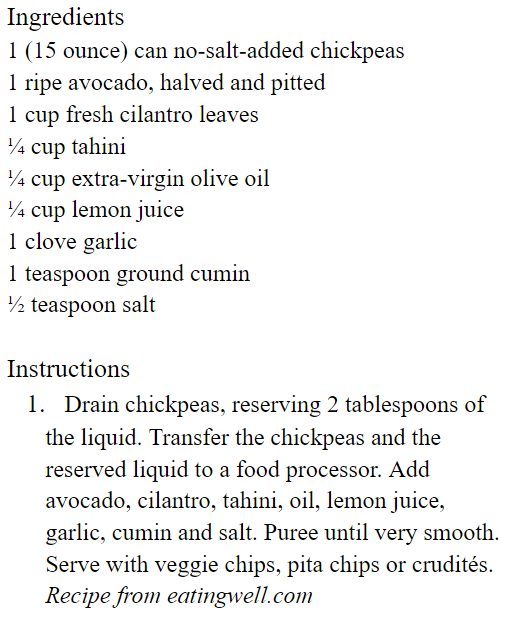 Ingredients
1 (15 ounce) can no-salt-added chickpeas
1 ripe avocado, halved and pitted
1 cup fresh cilantro leaves
¼ cup tahini
¼ cup extra-virgin olive oil
¼ cup lemon juice
1 clove garlic
1 teaspoon ground cumin
½ teaspoon salt
Instructions
1. Drain chickpeas, reserving 2 tablespoons of
the liquid. Transfer the chickpeas and the
reserved liquid to a food processor. Add
avocado, cilantro, tahini, oil, lemon juice,
garlic, cumin and salt. Puree until very smooth.
Serve with veggie chips, pita chips or crudités.
Recipe from eatingwell.com